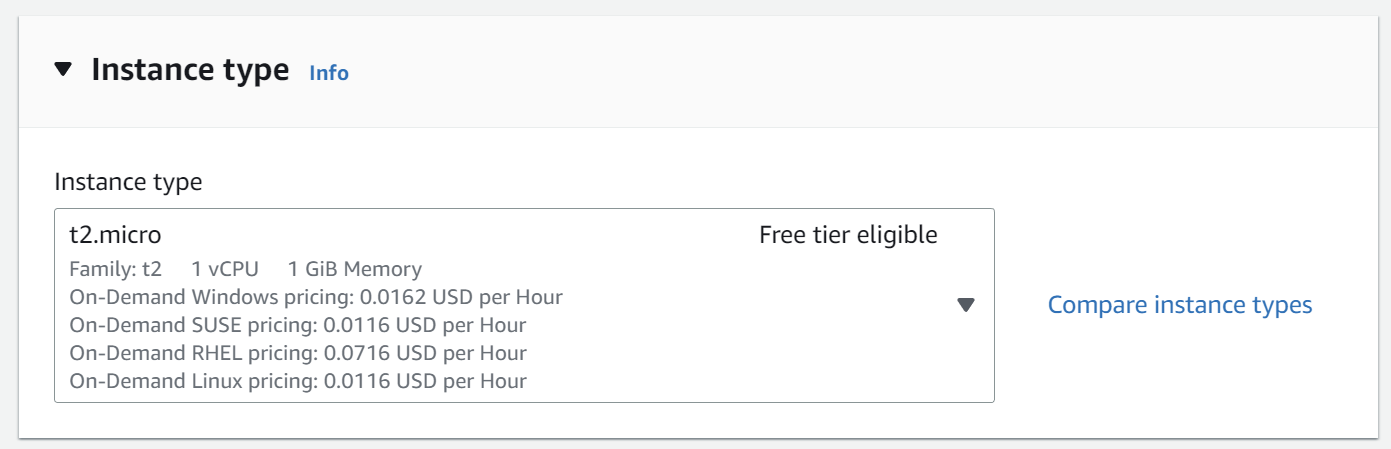 Instance type Info
Instance type
t2.micro Free tier eligible
Family: t2 1 vCPU 1 GiB Memory
On-Demand Windows pricing: 0.0162 USD per Hour
On-Demand SUSE pricing: 0.0116 USD per Hour
On-Demand RHEL pricing: 0.0716 USD per Hour
On-Demand Linux pricing: 0.0116 USD per Hour
Compare instance types